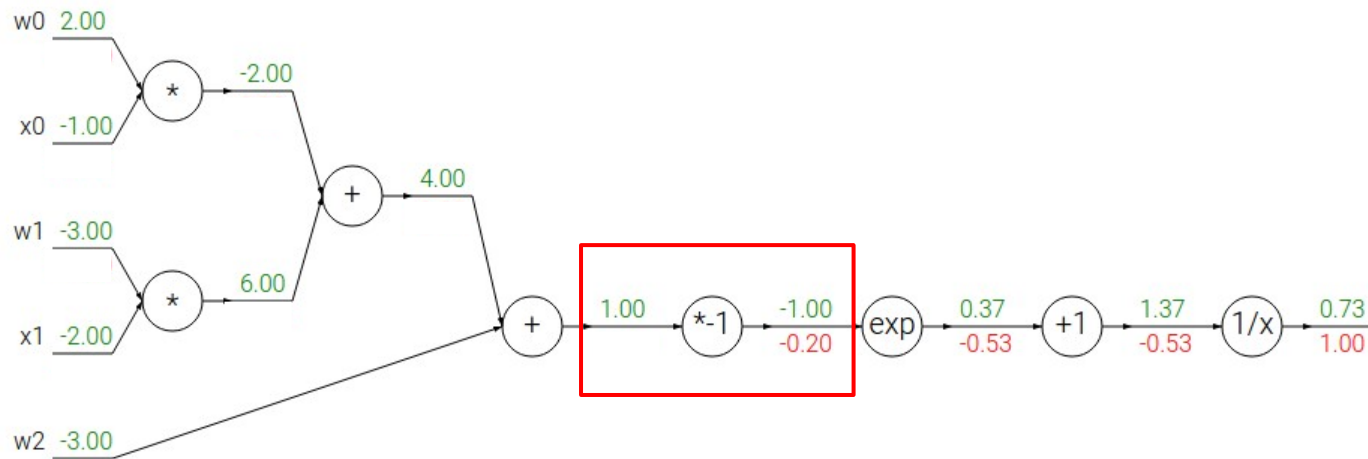 w0 2.00
* -2.00
x0 -1.00
+ 4.00
w1 -3.00
* 6.00
x1 -2.00
+ 1.00 *-1 -1.00 exp 0.37 +1 1.37 1/x 0.73
-0.20 -0.53 -0.53 1.00
w2 -3.00